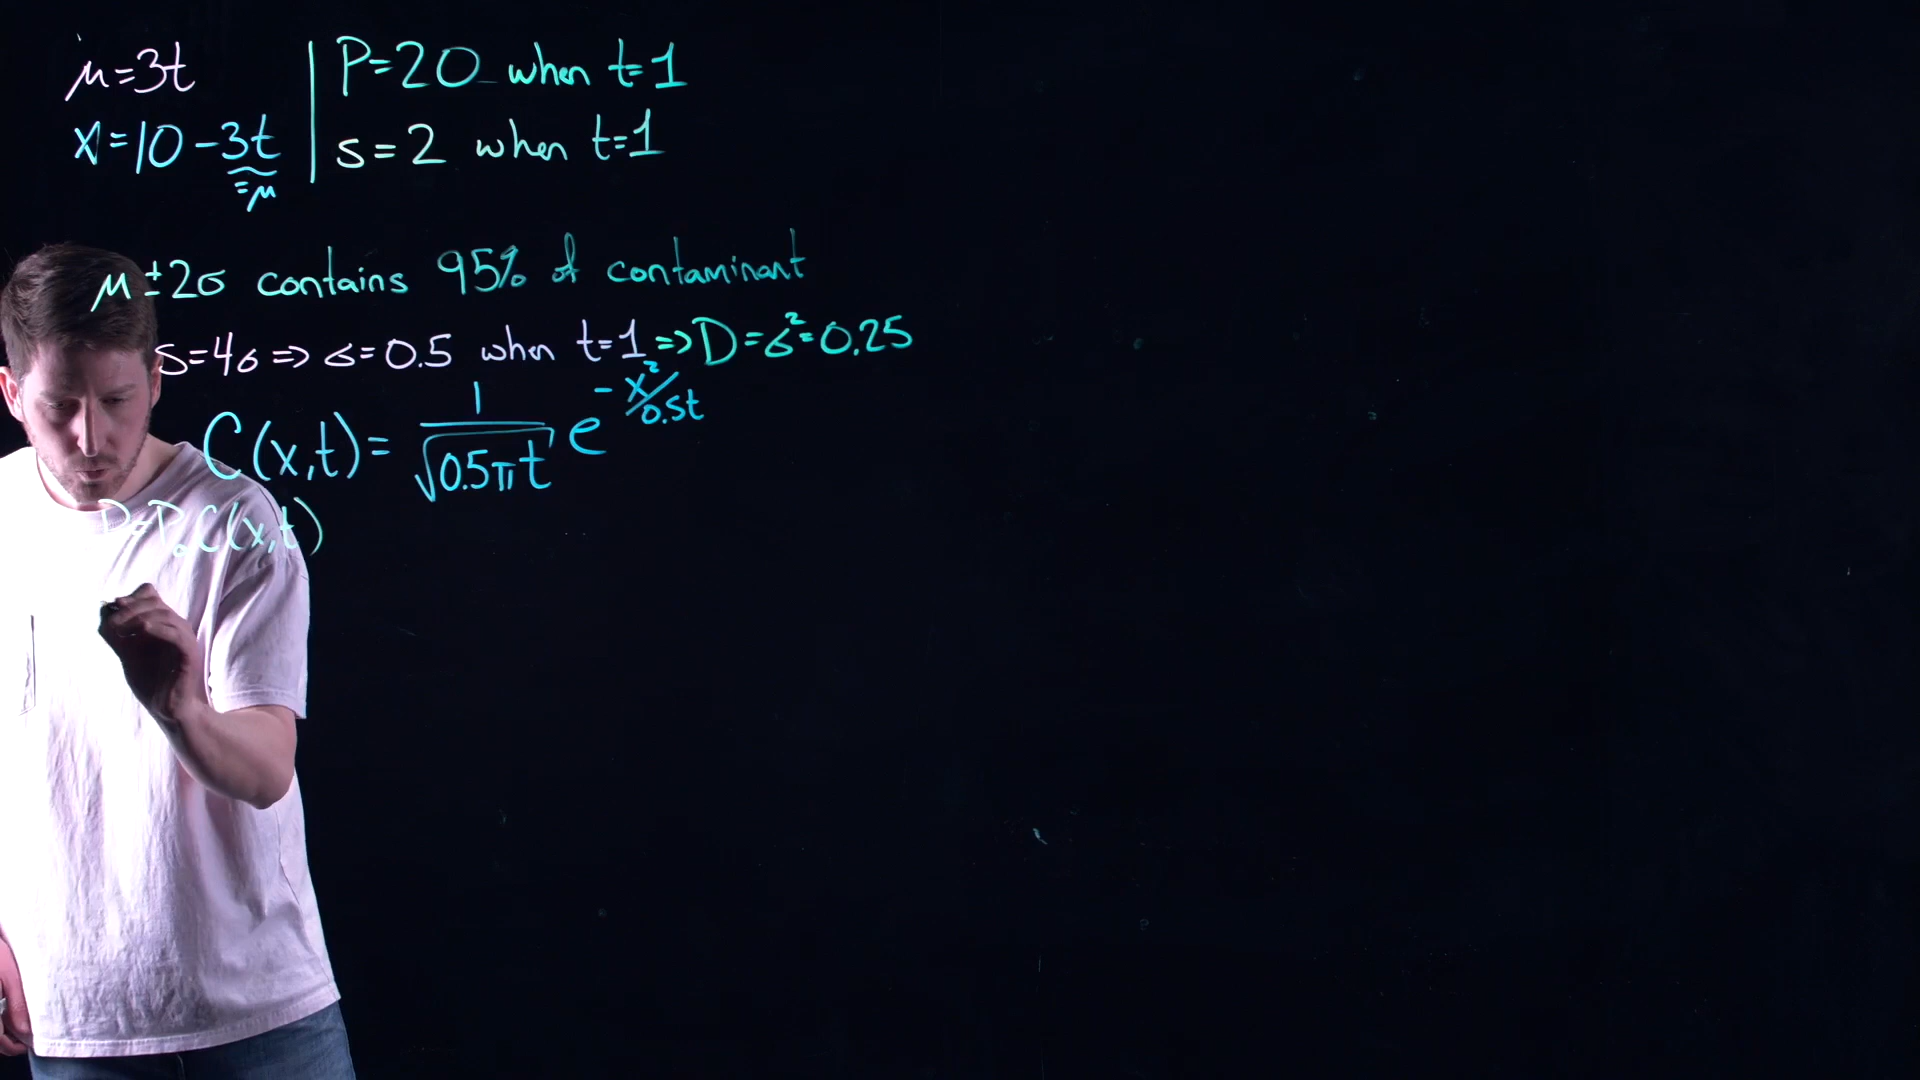 μ=3t
x=10-3t
=μ
P=20 when t=1
s=2 when t=1
μ±2σ contains 95% of contaminant
s=4σ⇒σ=0.5 when t=1⇒D=σ²=0.25
C(x,t)= 1/√0.5πt e^-x²/0.5t
P=P₀C(x,t)